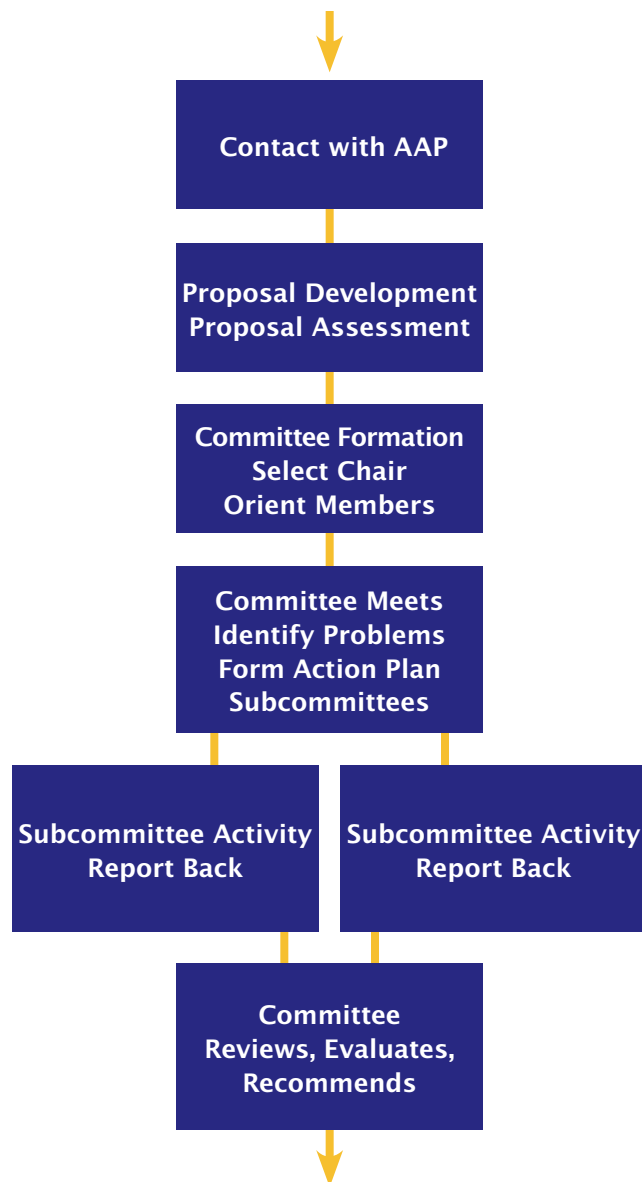 Contact with AAP
Proposal Development
Proposal Assessment
Committee Formation
Select Chair
Orient Members
Committee Meets
Identify Problems
Form Action Plan
Subcommittees
Subcommittee Activity
Report Back
Subcommittee Activity
Report Back
Committee
Reviews, Evaluates,
Recommends